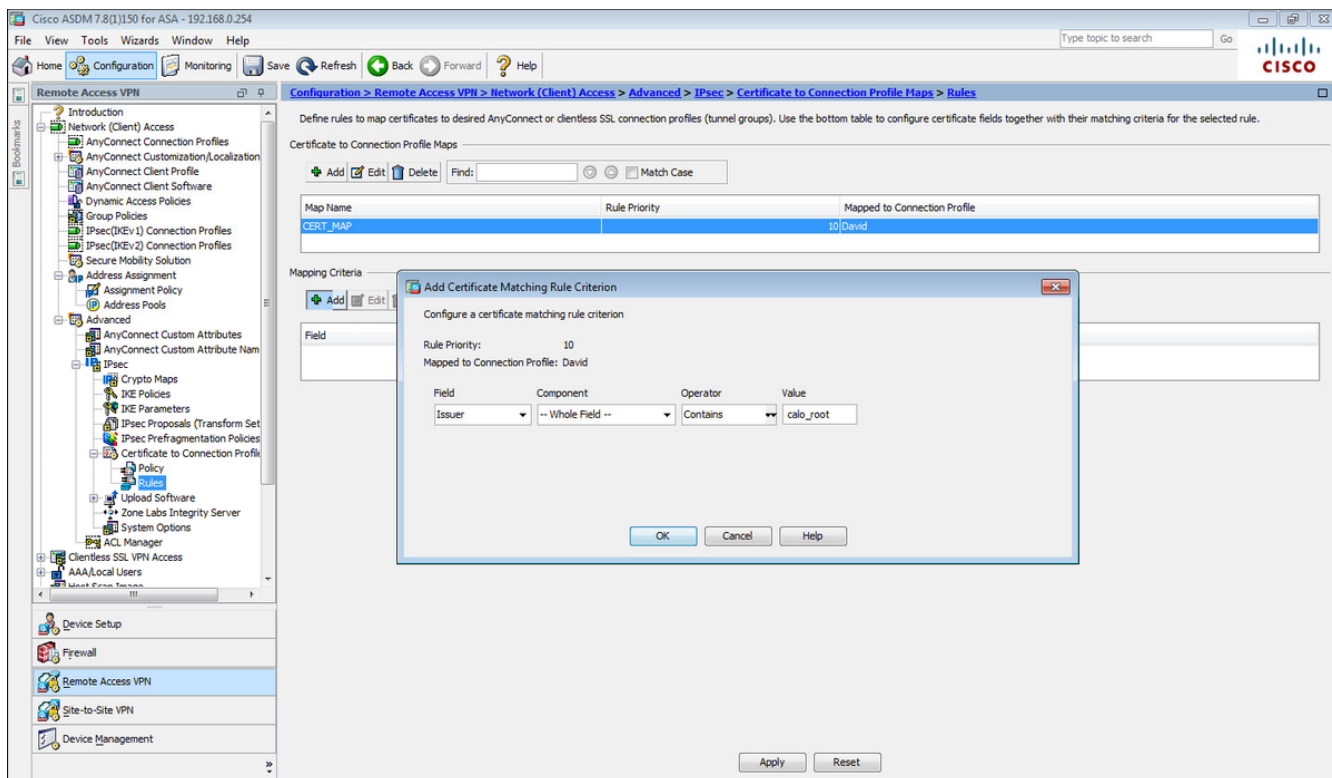 Cisco ASDM 7.8(1)150 for ASA - 192.168.0.254
File View Tools Wizards Window Help
Type topic to search Go
Home Configuration Monitoring Save Refresh Back Forward Help
CISCO
Bookmarks
Remote Access VPN
Introduction
Network (Client) Access
AnyConnect Connection Profiles
AnyConnect Customization/Localization
AnyConnect Client Profile
AnyConnect Client Software
Dynamic Access Policies
Group Policies
IPsec(IKEv1) Connection Profiles
IPsec(IKEv2) Connection Profiles
Secure Mobility Solution
Address Assignment
Assignment Policy
Address Pools
Advanced
AnyConnect Custom Attributes
AnyConnect Custom Attribute Nam
IPsec
Crypto Maps
IKE Policies
IKE Parameters
IPsec Proposals (Transform Set
IPsec Prefragmentation Policies
Certificate to Connection Profile
Policy
Rules
Upload Software
Zone Labs Integrity Server
System Options
ACL Manager
Clientless SSL VPN Access
AAA/Local Users
Host Scan Image
Device Setup
Firewall
Remote Access VPN
Site-to-Site VPN
Device Management
Configuration > Remote Access VPN > Network (Client) Access > Advanced > IPsec > Certificate to Connection Profile Maps > Rules
Define rules to map certificates to desired AnyConnect or clientless SSL connection profiles (tunnel groups). Use the bottom table to configure certificate fields together with their matching criteria for the selected rule.
Certificate to Connection Profile Maps
Add Edit Delete Find: Match Case
Map Name Rule Priority Mapped to Connection Profile
CERT_MAP 10 David
Mapping Criteria
Add Edit
Field
Add Certificate Matching Rule Criterion
Configure a certificate matching rule criterion
Rule Priority: 10
Mapped to Connection Profile: David
Field Component Operator Value
Issuer -- Whole Field -- Contains calo_root
OK Cancel Help
Apply Reset